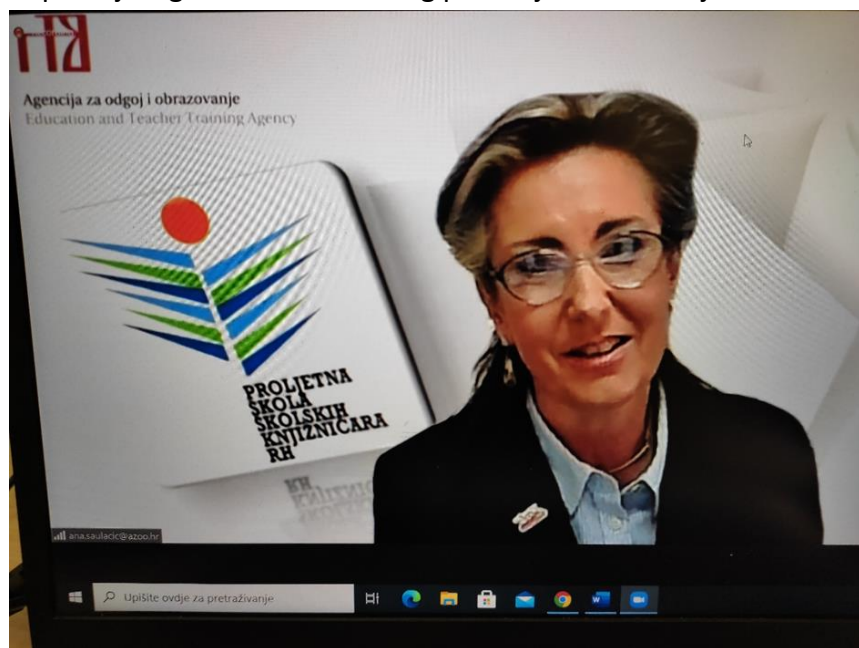 Agencija za odgoj i obrazovanje
Education and Teacher Training Agency
PROLJETNA
ŠKOLA
ŠKOLSKIH
KNJIŽNIČARA
RH
ana.saulacic@azoo.hr
Upišite ovdje za pretraživanje